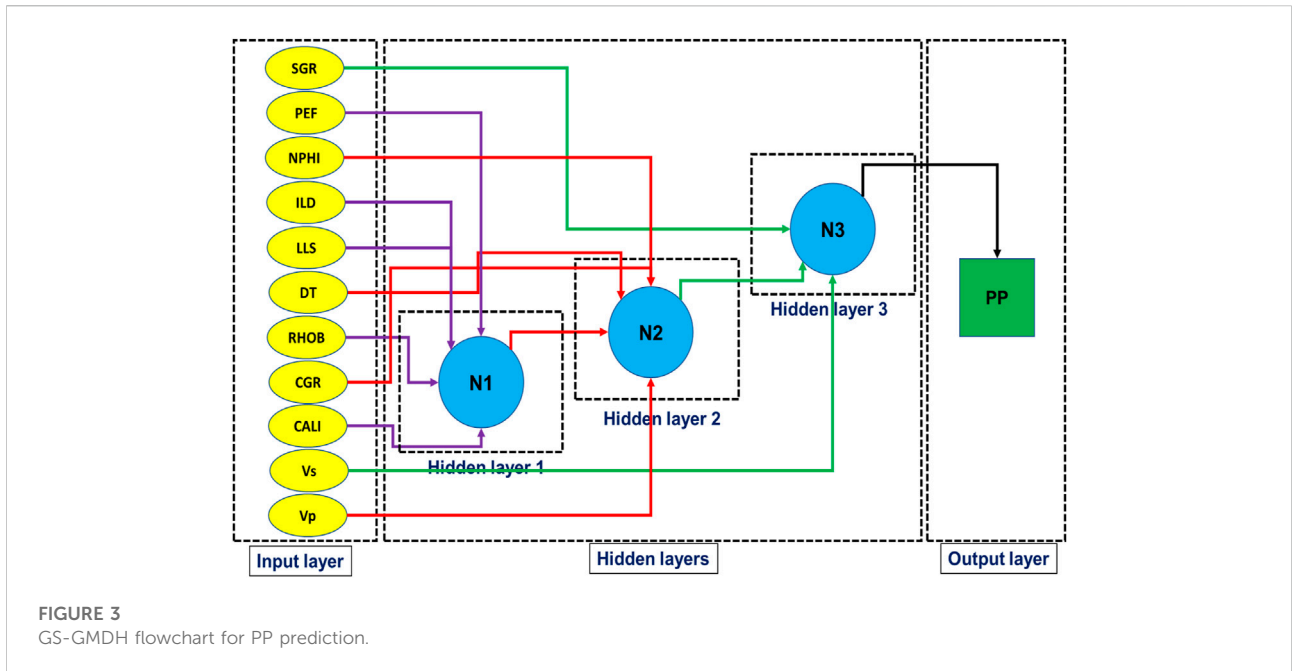 SGR
PEF
NPHI
ILD
LLS
DT
RHOB
CGR
CALI
Vs
Vp
N1
Hidden layer 1
N2
Hidden layer 2
N3
Hidden layer 3
PP
Input layer
Hidden layers
Output layer
FIGURE 3
GS-GMDH flowchart for PP prediction.